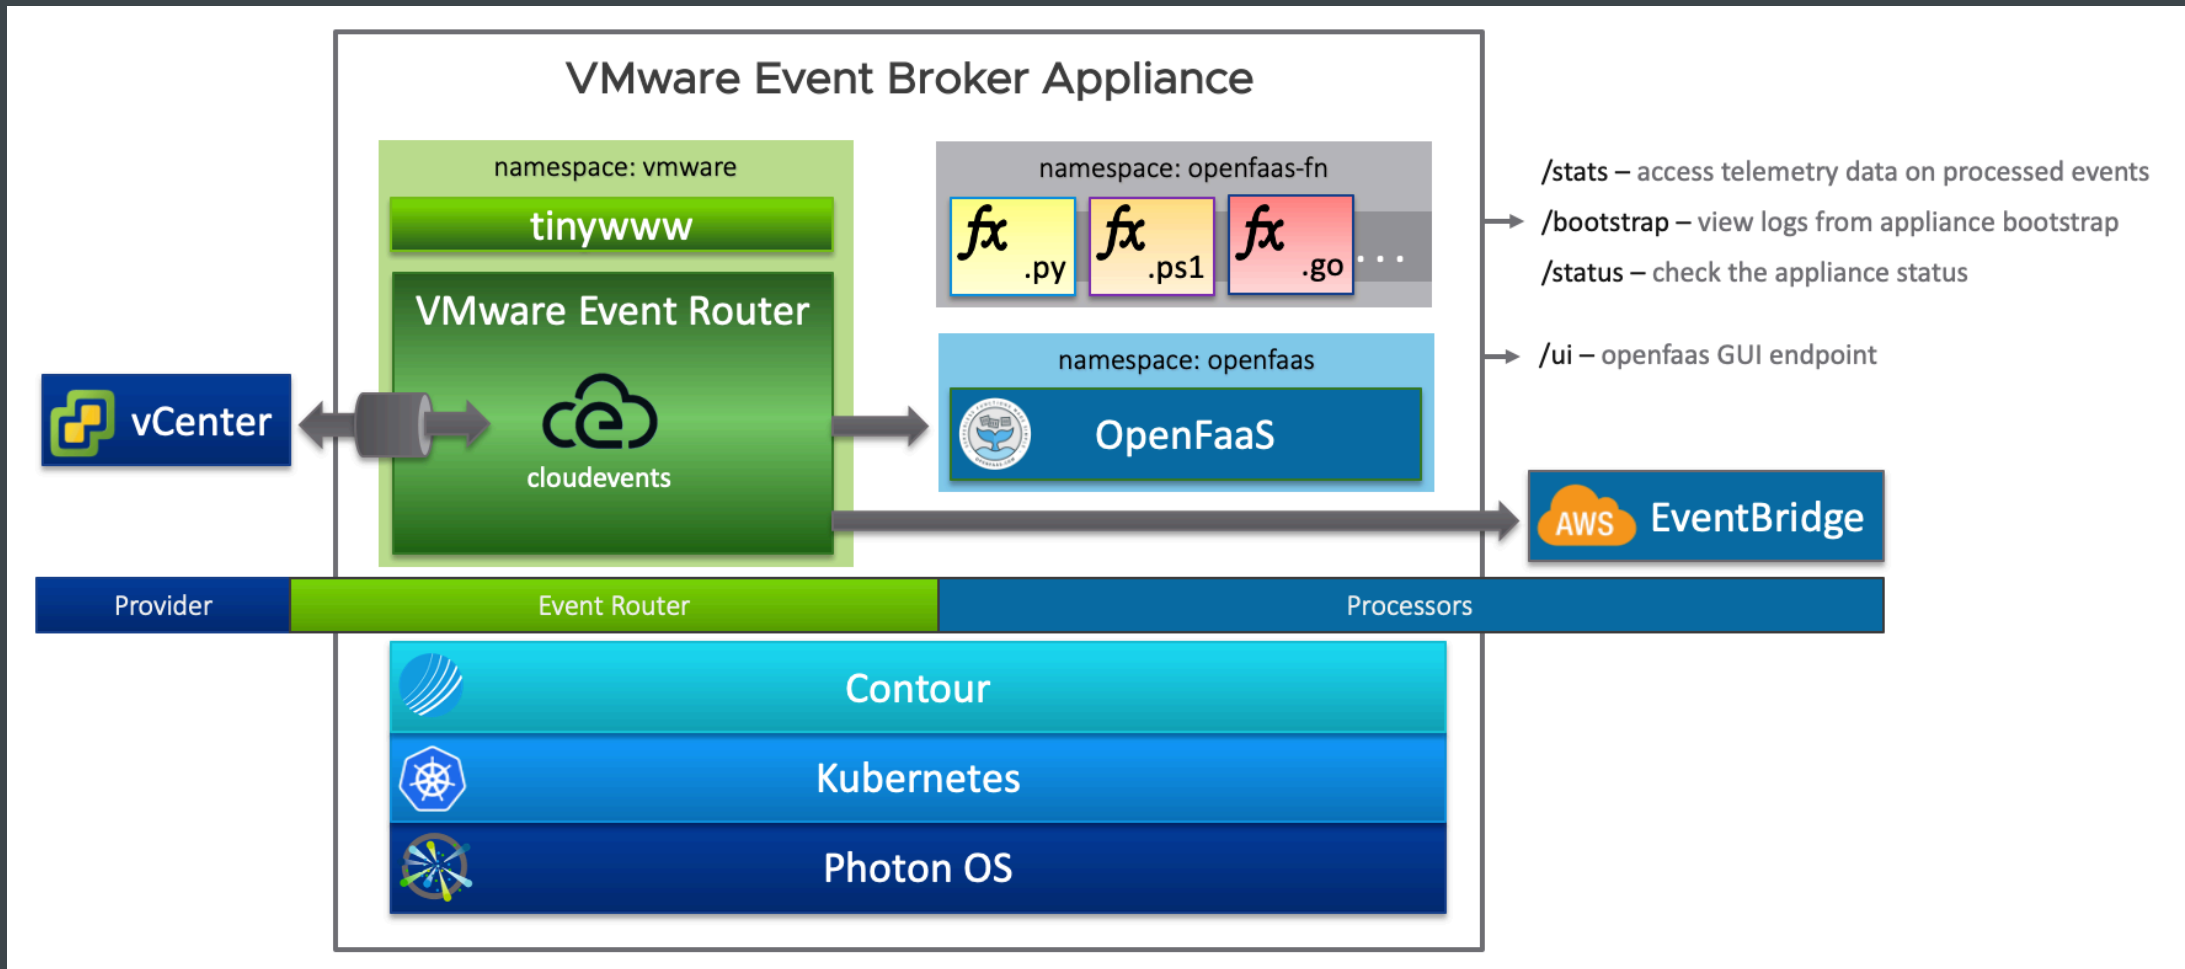 VMware Event Broker Appliance
namespace: vmware
tinywww
VMware Event Router
cloudevents
namespace: openfaas-fn
fx .py
fx .ps1
fx .go
...
namespace: openfaas
OpenFaaS
/stats – access telemetry data on processed events
/bootstrap – view logs from appliance bootstrap
/status – check the appliance status
/ui – openfaas GUI endpoint
vCenter
AWS EventBridge
Provider
Event Router
Processors
Contour
Kubernetes
Photon OS